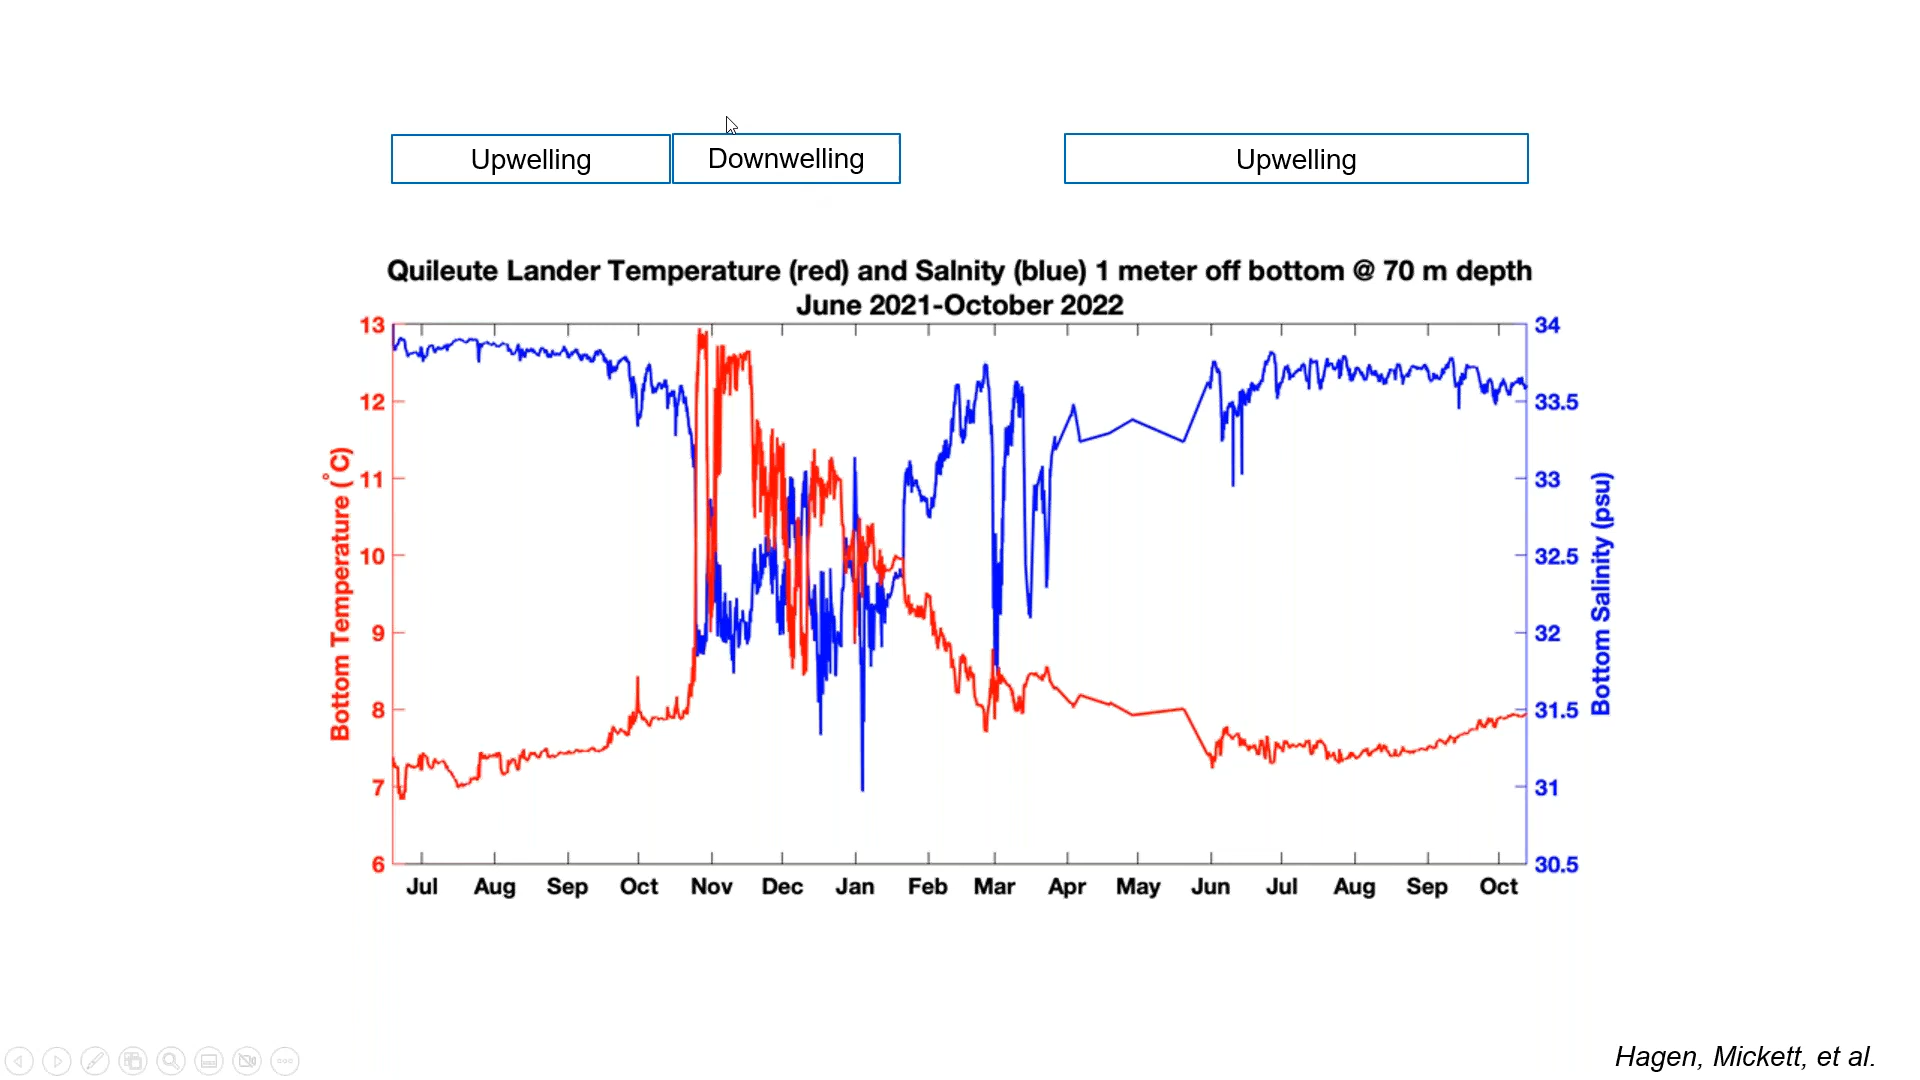 Upwelling
Downwelling
Upwelling
Quileute Lander Temperature (red) and Salnity (blue) 1 meter off bottom @ 70 m depth
June 2021-October 2022
13
12
11
10
9
8
7
6
Bottom Temperature (°C)
34
33.5
33
32.5
32
31.5
31
30.5
Bottom Salinity (psu)
Jul Aug Sep Oct Nov Dec Jan Feb Mar Apr May Jun Jul Aug Sep Oct
Hagen, Mickett, et al.